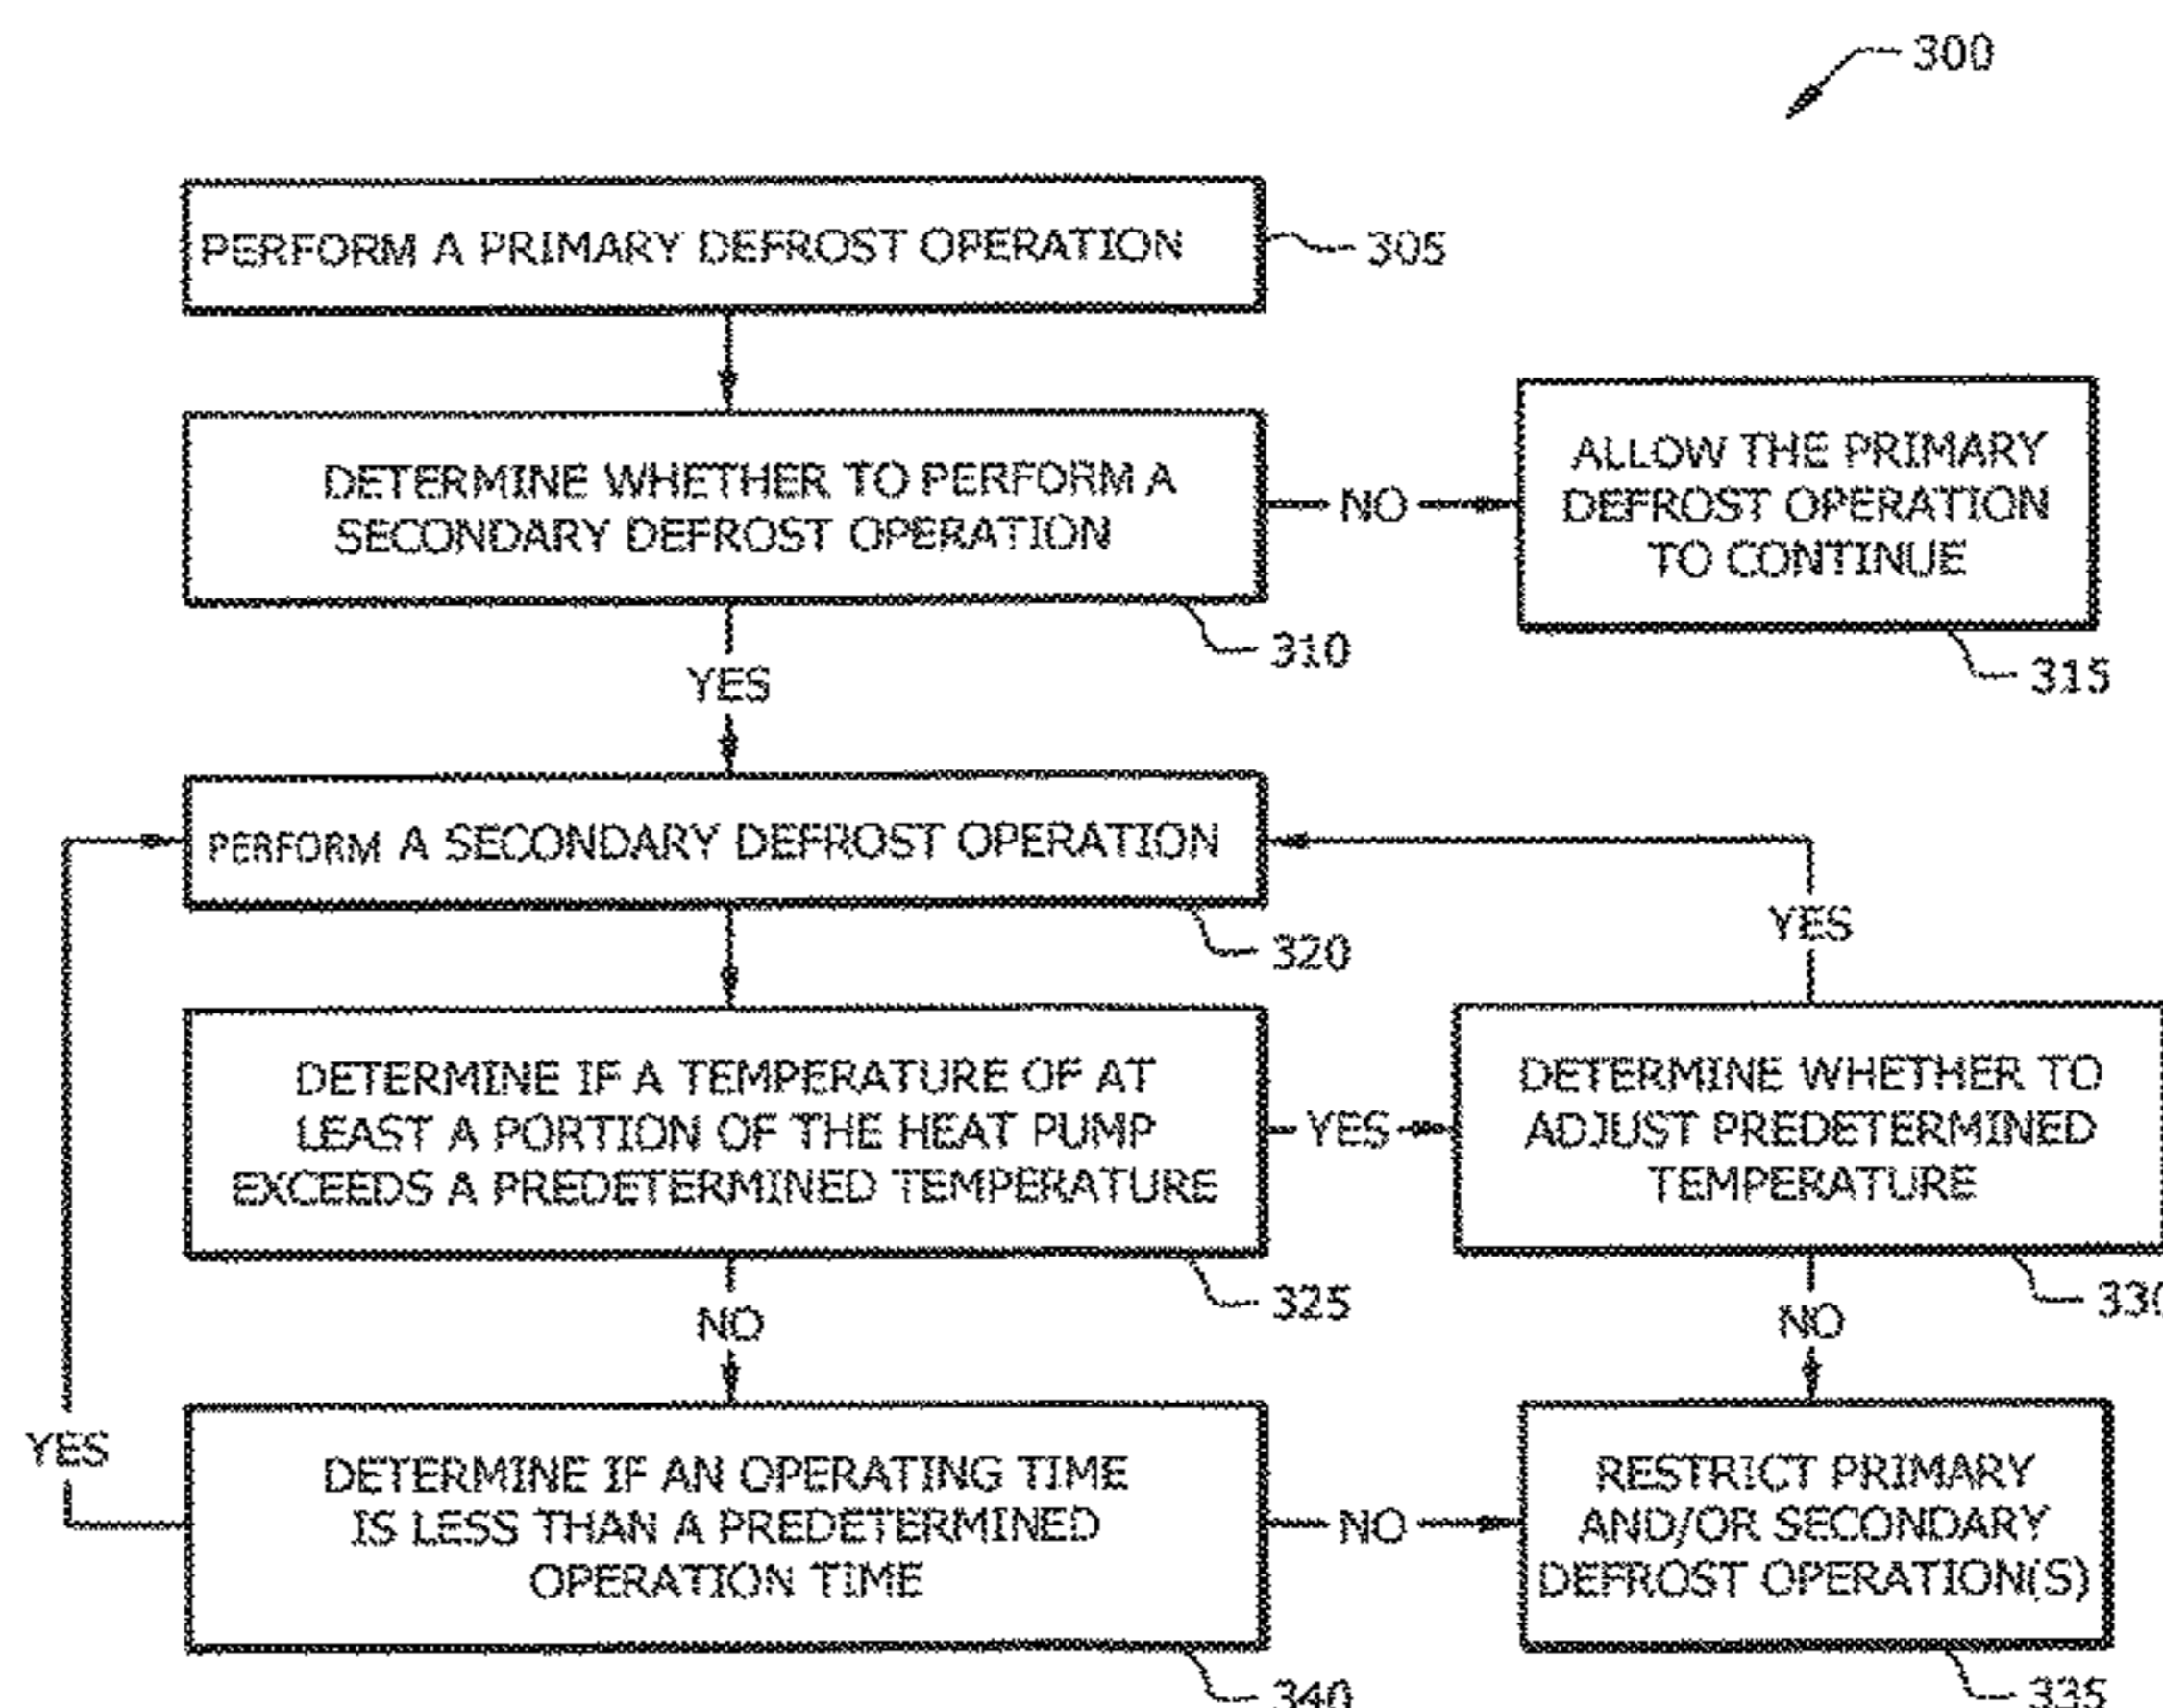 300
PERFORM A PRIMARY DEFROST OPERATION
305
DETERMINE WHETHER TO PERFORM A
SECONDARY DEFROST OPERATION
310
NO
ALLOW THE PRIMARY
DEFROST OPERATION
TO CONTINUE
315
YES
PERFORM A SECONDARY DEFROST OPERATION
320
YES
DETERMINE IF A TEMPERATURE OF AT
LEAST A PORTION OF THE HEAT PUMP
EXCEEDS A PREDETERMINED TEMPERATURE
325
YES
DETERMINE WHETHER TO
ADJUST PREDETERMINED
TEMPERATURE
330
NO
NO
YES
DETERMINE IF AN OPERATING TIME
IS LESS THAN A PREDETERMINED
OPERATION TIME
340
NO
RESTRICT PRIMARY
AND/OR SECONDARY
DEFROST OPERATION(S)
335